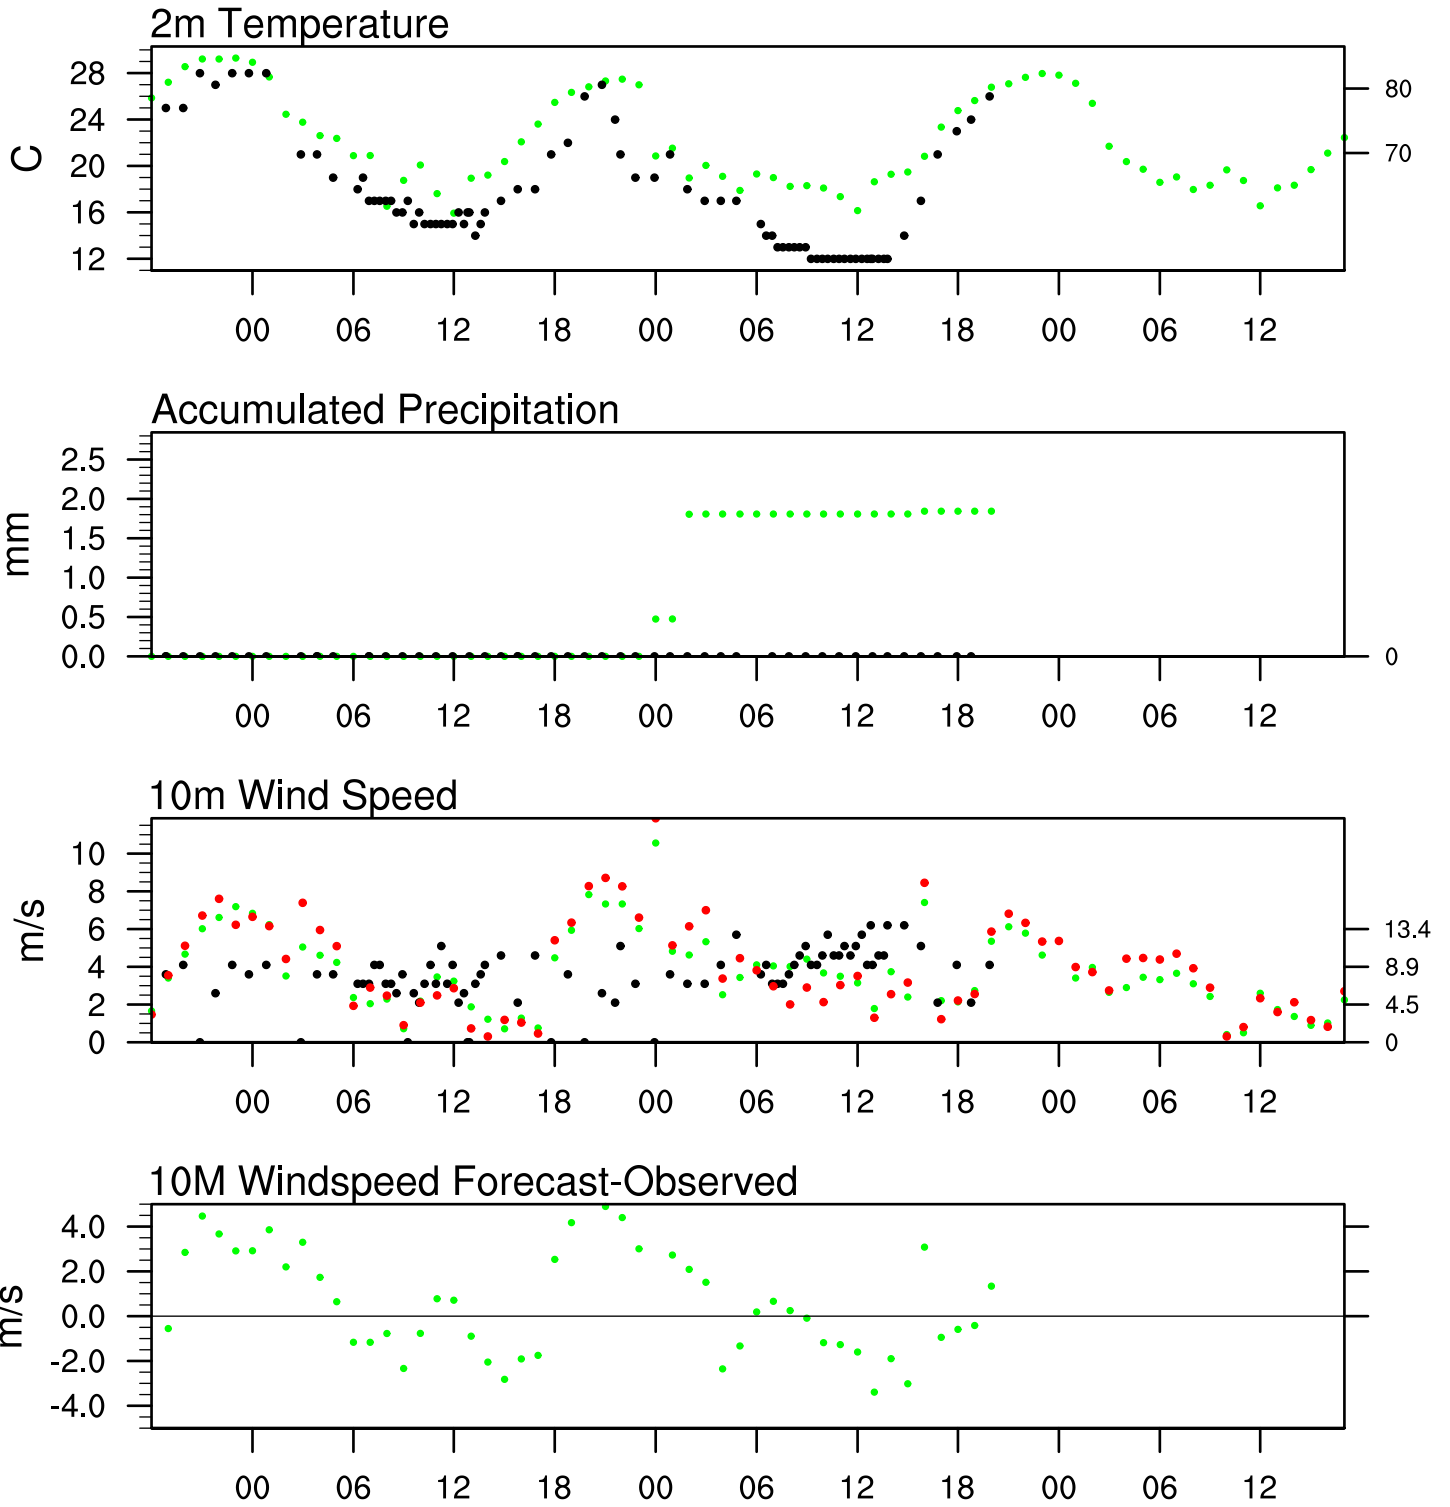 2m Temperature
28
24
20
16
12
C
80
70
00 06 12 18 00 06 12 18 00 06 12
Accumulated Precipitation
2.5
2.0
1.5
1.0
0.5
0.0
mm
0
00 06 12 18 00 06 12 18 00 06 12
10m Wind Speed
10
8
6
4
2
0
m/s
13.4
8.9
4.5
0
00 06 12 18 00 06 12 18 00 06 12
10M Windspeed Forecast-Observed
4.0
2.0
0.0
-2.0
-4.0
m/s
00 06 12 18 00 06 12 18 00 06 12